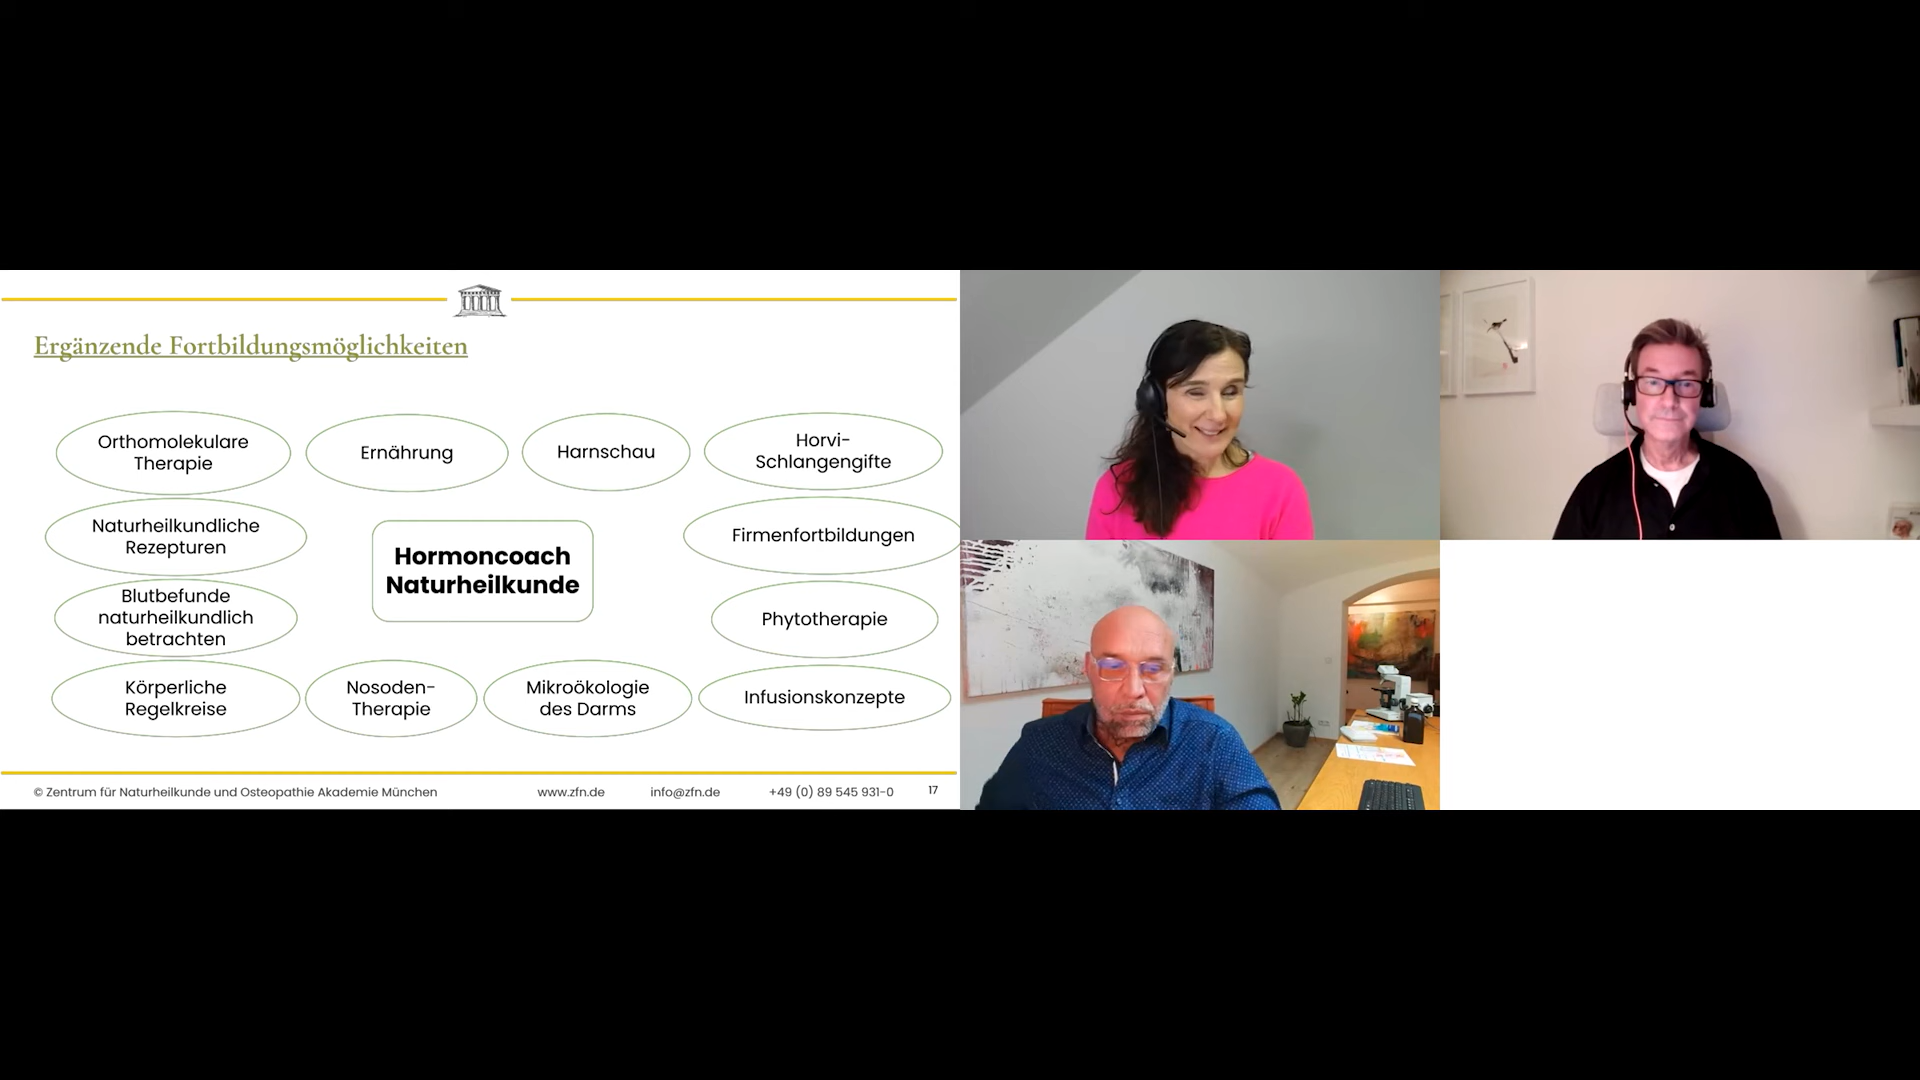 Ergänzende Fortbildungsmöglichkeiten
Orthomolekulare
Therapie
Ernährung
Harnschau
Horvi-
Schlangengifte
Naturheilkundliche
Rezepturen
Hormoncoach
Naturheilkunde
Firmenfortbildungen
Blutbefunde
naturheilkundlich
betrachten
Phytotherapie
Körperliche
Regelkreise
Nosoden-
Therapie
Mikroökologie
des Darms
Infusionskonzepte
© Zentrum für Naturheilkunde und Osteopathie Akademie München
www.zfn.de
info@zfn.de
+49 (0) 89 545 931-0
17